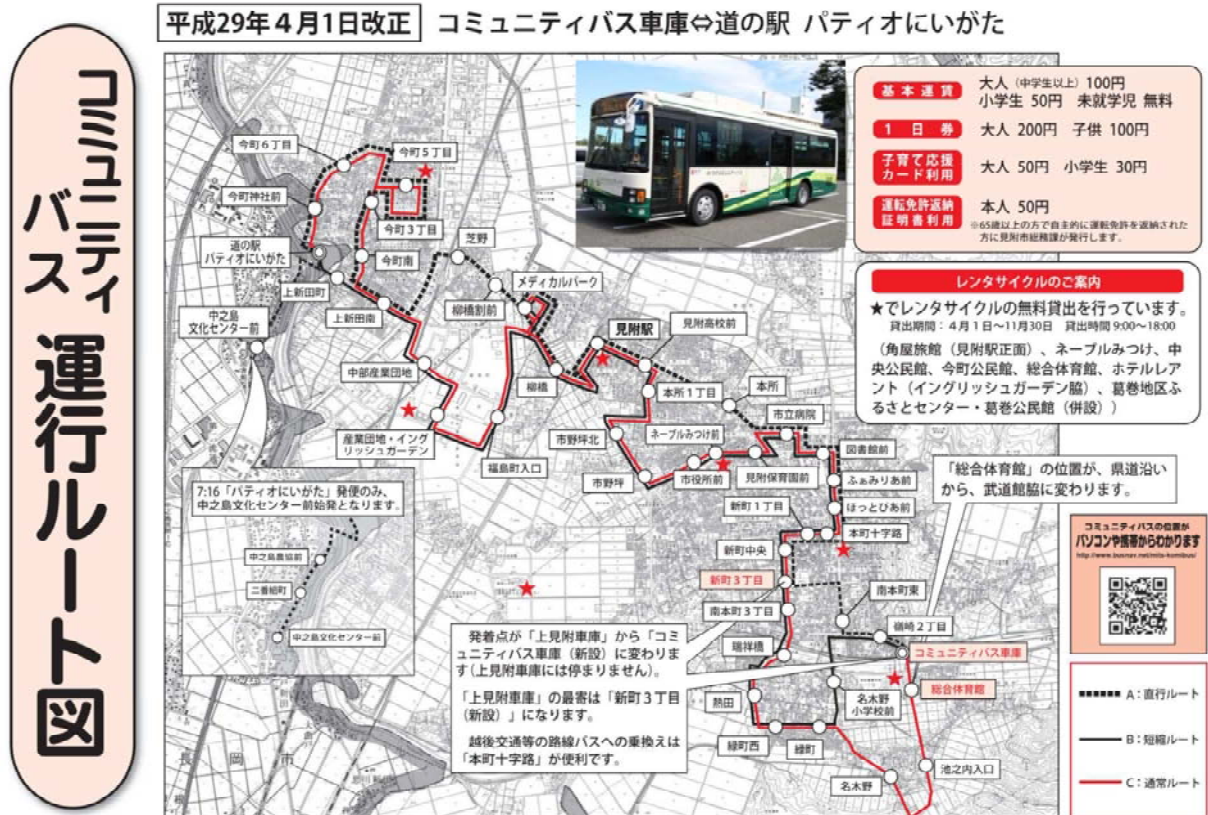 コミュニティバス 運行ルート図
平成29年４月1日改正
コミュニティバス車庫⇔道の駅 パティオにいがた
基本運賃
大人（中学生以上）100円
小学生 50円　未就学児 無料
１日券
大人 200円　子供 100円
子育て応援
カード利用
大人 50円　小学生 30円
運転免許返納
証明書利用
本人 50円
※65歳以上の方で自主的に運転免許を返納された
方に見附市総務課が発行します。
レンタサイクルのご案内
★でレンタサイクルの無料貸出を行っています。
貸出期間：４月１日～11月30日　貸出時間 9:00～18:00
（角屋旅館（見附駅正面）、ネーブルみつけ、中
央公民館、今町公民館、総合体育館、ホテルレア
ント（イングリッシュガーデン脇）、葛巻地区ふ
るさとセンター・葛巻公民館（併設））
今町６丁目
今町５丁目
今町神社前
今町３丁目
道の駅
パティオにいがた
今町南
芝野
上新田町
メディカルパーク
中之島
文化センター前
上新田南
柳橋割前
見附駅
見附高校前
中部産業団地
柳橋
本所１丁目
本所
市立病院
産業団地・イング
リッシュガーデン
福島町入口
市野坪北
ネーブルみつけ前
図書館前
市野坪
市役所前
見附保育園前
ふぁみりあ前
新町１丁目
ほっとぴあ前
本町十字路
新町中央
新町３丁目
南本町東
南本町３丁目
嶺崎２丁目
瑞祥橋
コミュニティバス車庫
総合体育館
熱田
名木野
小学校前
緑町西
緑町
名木野
池之内入口
「総合体育館」の位置が、県道沿い
から、武道館脇に変わります。
7:16「パティオにいがた」発便のみ、
中之島文化センター前始発となります。
中之島農協前
二番組町
中之島文化センター前
発着点が「上見附車庫」から「コミ
ュニティバス車庫（新設）に変わりま
す（上見附車庫には停まりません）。
「上見附車庫」の最寄は「新町３丁目
（新設）」になります。
越後交通等の路線バスへの乗換えは
「本町十字路」が便利です。
コミュニティバスの位置が
パソコンや携帯からわかります
A：直行ルート
B：短縮ルート
C：通常ルート
長岡市